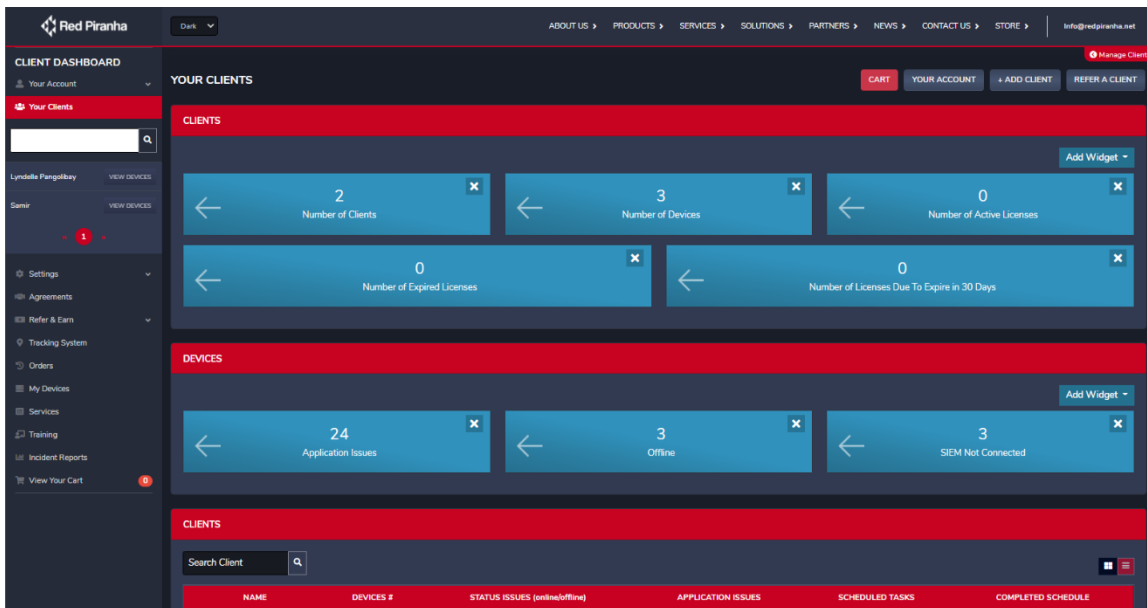 Red Piranha
Dark
ABOUT US
PRODUCTS
SERVICES
SOLUTIONS
PARTNERS
NEWS
CONTACT US
STORE
Info@redpiranha.net
Manage Client
CLIENT DASHBOARD
Your Account
Your Clients
Lyndelle Pangolibay
VIEW DEVICES
Samir
VIEW DEVICES
« 1 »
Settings
Agreements
Refer & Earn
Tracking System
Orders
My Devices
Services
Training
Incident Reports
View Your Cart
0
YOUR CLIENTS
CART
YOUR ACCOUNT
+ ADD CLIENT
REFER A CLIENT
CLIENTS
Add Widget
2
Number of Clients
3
Number of Devices
0
Number of Active Licenses
0
Number of Expired Licenses
0
Number of Licenses Due To Expire in 30 Days
DEVICES
Add Widget
24
Application Issues
3
Offline
3
SIEM Not Connected
CLIENTS
Search Client
NAME
DEVICES #
STATUS ISSUES (online/offline)
APPLICATION ISSUES
SCHEDULED TASKS
COMPLETED SCHEDULE